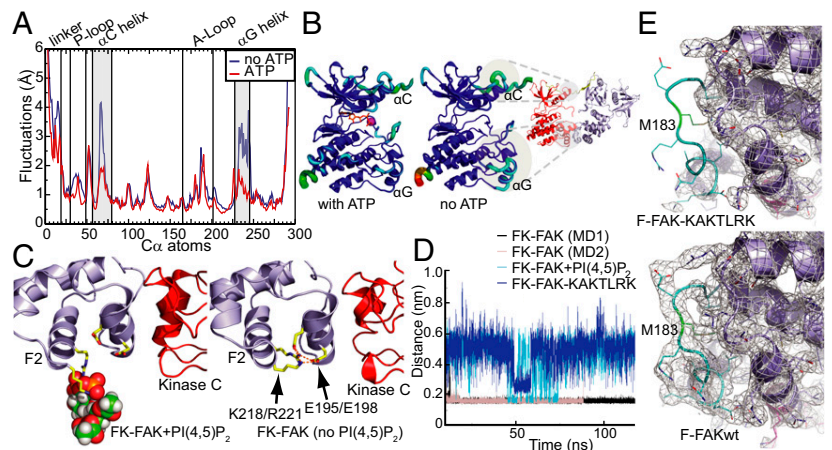 A
linker
P-loop
αC helix
A-Loop
αG helix
no ATP
ATP
Fluctuations (Å)
6
5
4
3
2
1
0
0 50 100 150 200 250 300
Cα atoms
B
αC
αC
αG
αG
with ATP
no ATP
C
F2
F2
Kinase C
Kinase C
K218/R221
E195/E198
FK-FAK+PI(4,5)P₂
FK-FAK (no PI(4,5)P₂)
D
FK-FAK (MD1)
FK-FAK (MD2)
FK-FAK+PI(4,5)P₂
FK-FAK-KAKTLRK
Distance (nm)
1.0
0.8
0.6
0.4
0.2
50 100
Time (ns)
E
M183
F-FAK-KAKTLRK
M183
F-FAKwt